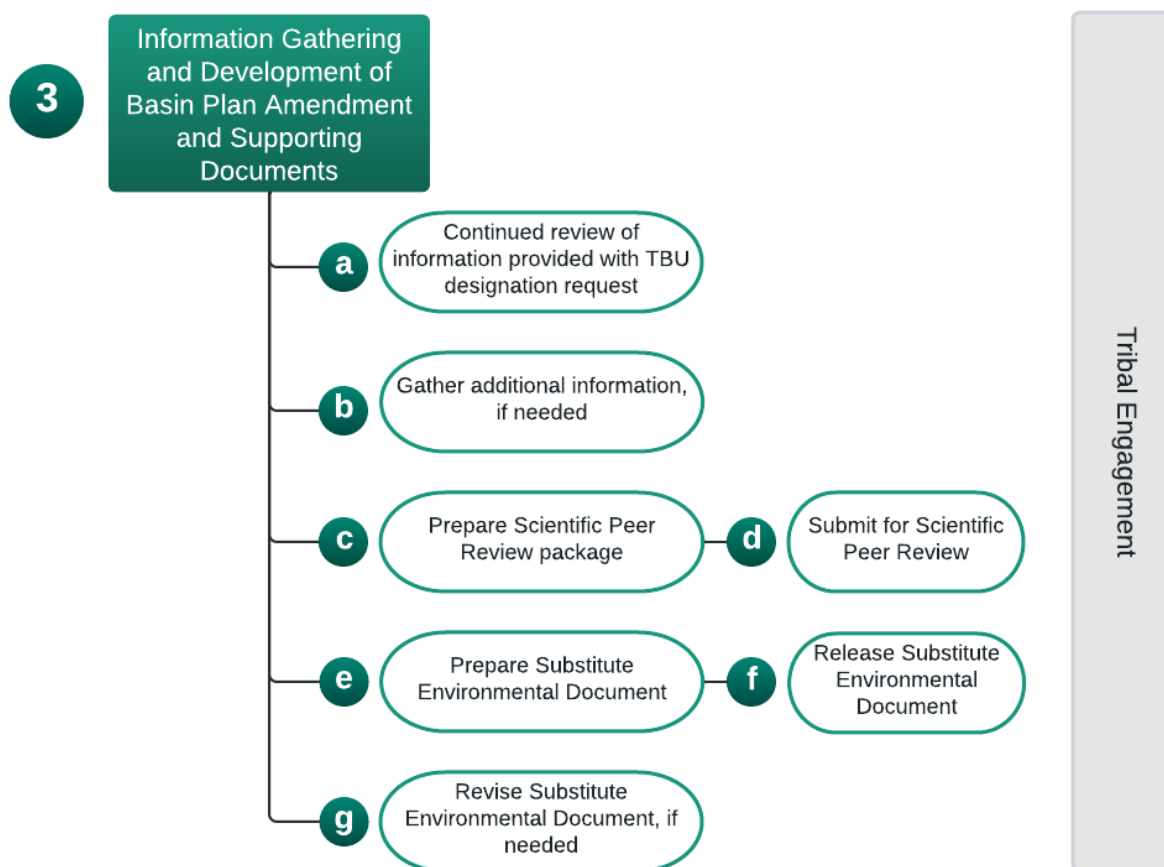 3
Information Gathering
and Development of
Basin Plan Amendment
and Supporting
Documents
a
Continued review of
information provided with TBU
designation request
b
Gather additional information,
if needed
c
Prepare Scientific Peer
Review package
d
Submit for Scientific
Peer Review
e
Prepare Substitute
Environmental Document
f
Release Substitute
Environmental
Document
g
Revise Substitute
Environmental Document, if
needed
Tribal Engagement